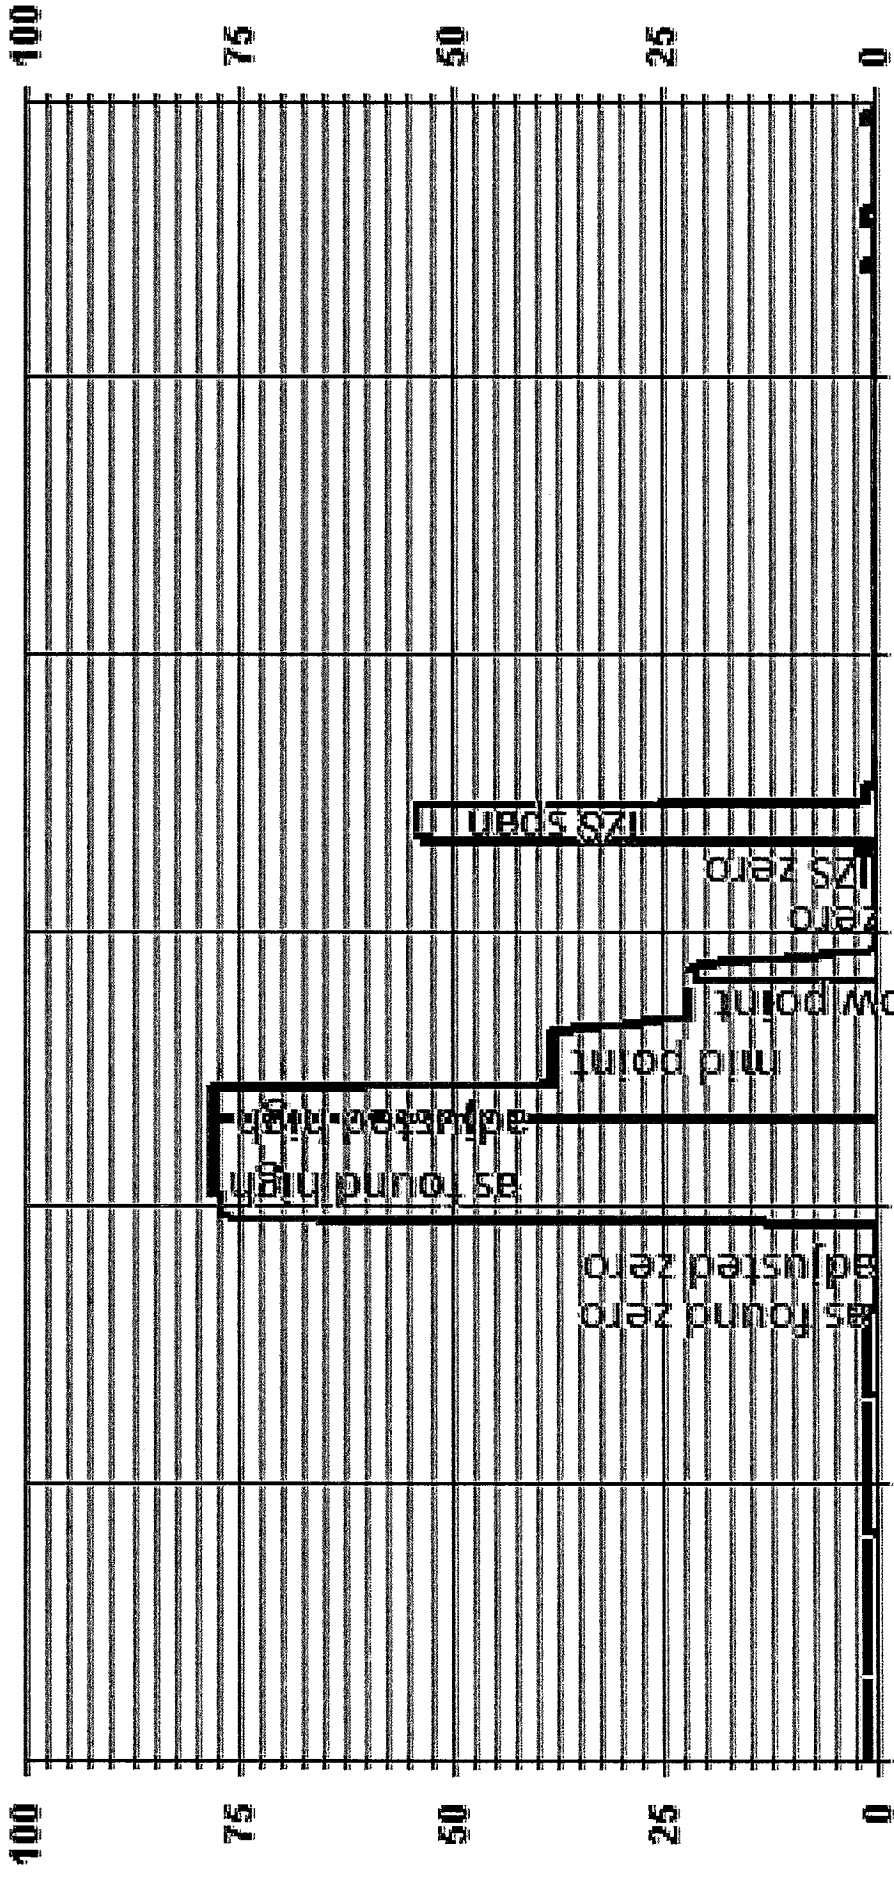 100
75
50
25
0
as found zero
adjusted zero
as found high
adjusted high
mid point
ow point
zero
IZS zero
IZS span
100
75
50
25
0